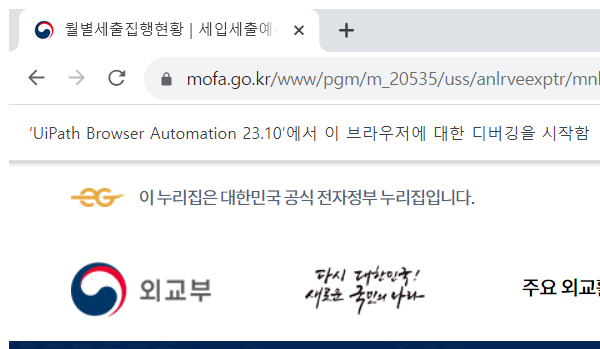 월별세출집행현황 | 세입세출예
mofa.go.kr/www/pgm/m_20535/uss/anlrveexptr/mnl
'UiPath Browser Automation 23.10'에서 이 브라우저에 대한 디버깅을 시작함
이 누리집은 대한민국 공식 전자정부 누리집입니다.
외교부
다시 대한민국!
새로운 국민의 나라
주요 외교